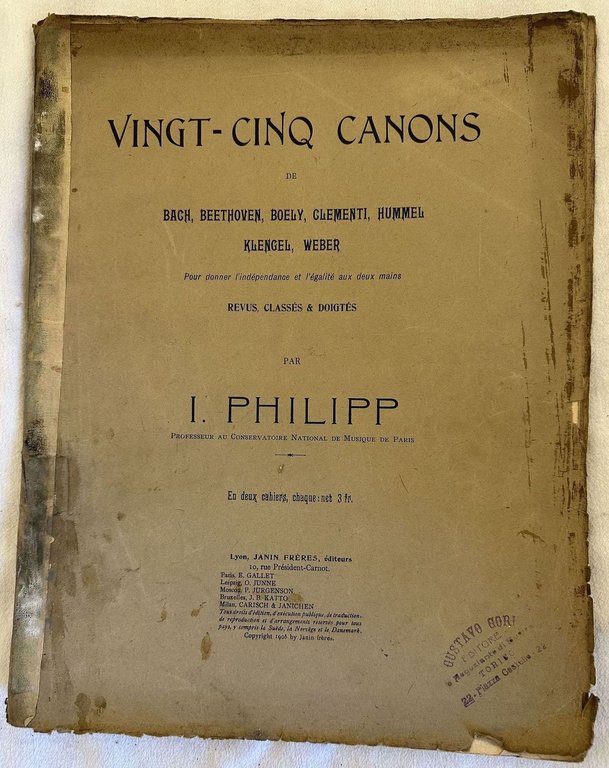 VINGT-CINQ CANONS
DE
BACH, BEETHOVEN, BOELY, CLEMENTI, HUMMEL
KLENGEL, WEBER
Pour donner l'indépendance et l'égalité aux deux mains
REVUS, CLASSÉS & DOIGTÉS
PAR
I. PHILIPP
PROFESSEUR AU CONSERVATOIRE NATIONAL DE MUSIQUE DE PARIS
En deux cahiers, chaque: net 3 fr.
Lyon, JANIN FRÈRES, éditeurs
10, rue Président-Carnot.
Paris, E. GALLET
Leipzig, O. JUNNE
Moscou, P. JURGENSON
Bruxelles, J. B. KATTO
Milan, CARISCH & JANICHEN
Tous droits d'édition, d'exécution publique, de traduction,
de reproduction et d'arrangements reservés pour tous
pays, y compris la Suède, la Norvège et le Danemark.
Copyright 1906 by Janin frères.
GUSTAVO GORI
EDITORE
e Negoziante di
TORINO
22-Piazza Castello-22